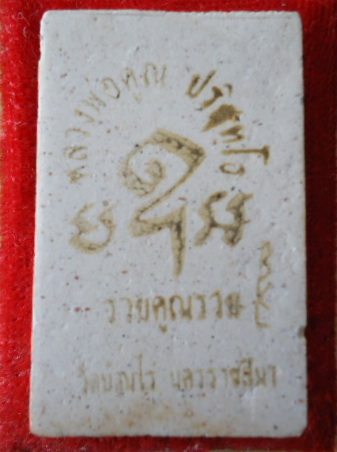 หลวงพ่อคูณ ปริสุทโธ
รวยคูณรวย
วัดบ้านไร่ นครราชสีมา